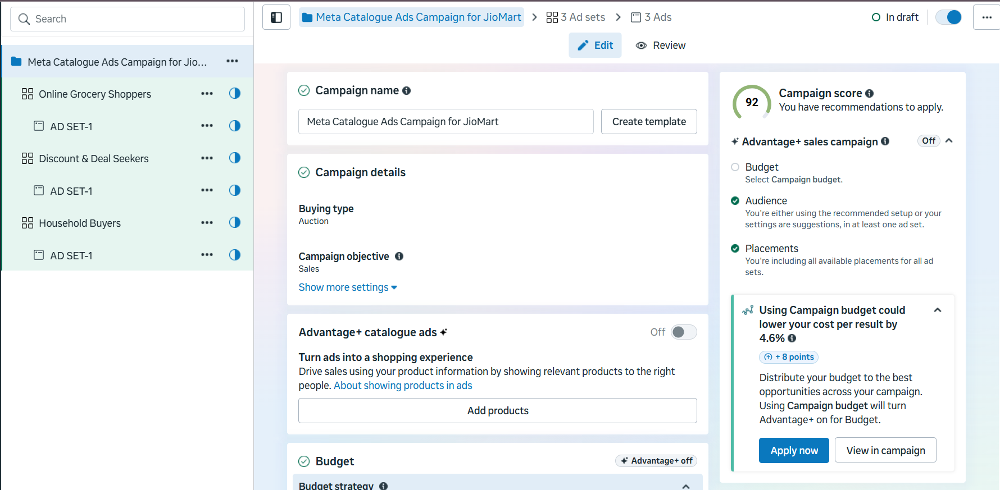 Search
Meta Catalogue Ads Campaign for Jio...
Online Grocery Shoppers
AD SET-1
Discount & Deal Seekers
AD SET-1
Household Buyers
AD SET-1
Meta Catalogue Ads Campaign for JioMart
3 Ad sets
3 Ads
In draft
Edit
Review
Campaign name
Meta Catalogue Ads Campaign for JioMart
Create template
Campaign details
Buying type
Auction
Campaign objective
Sales
Show more settings
Advantage+ catalogue ads
Off
Turn ads into a shopping experience
Drive sales using your product information by showing relevant products to the right
people. About showing products in ads
Add products
Budget
Advantage+ off
Budget strategy
92
Campaign score
You have recommendations to apply.
Advantage+ sales campaign
Off
Budget
Select Campaign budget.
Audience
You're either using the recommended setup or your
settings are suggestions, in at least one ad set.
Placements
You're including all available placements for all ad
sets.
Using Campaign budget could
lower your cost per result by
4.6%
+ 8 points
Distribute your budget to the best
opportunities across your campaign.
Using Campaign budget will turn
Advantage+ on for Budget.
Apply now
View in campaign